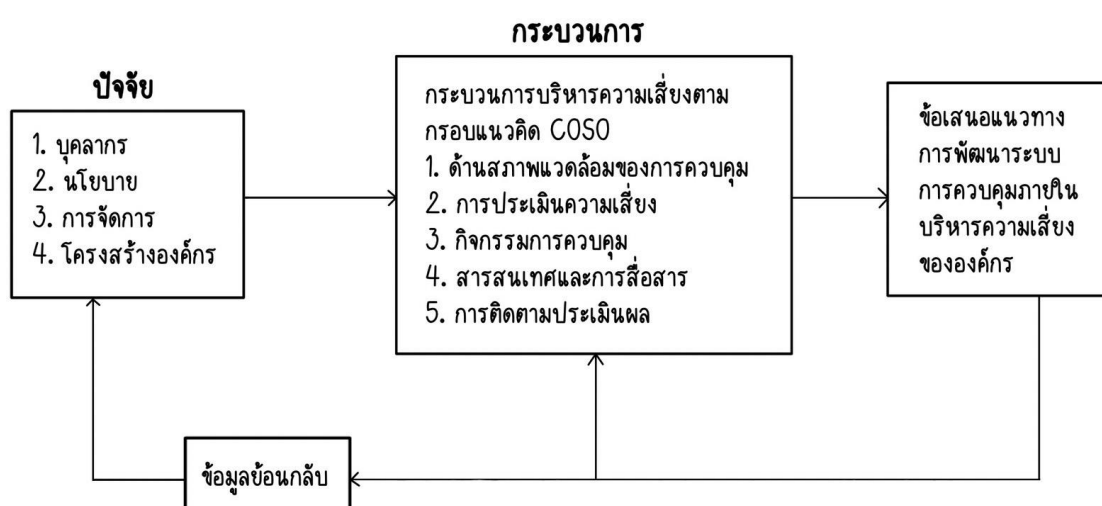 กระบวนการ
ปัจจัย
1. บุคลากร
2. นโยบาย
3. การจัดการ
4. โครงสร้างองค์กร
กระบวนการบริหารความเสี่ยงตาม
กรอบแนวคิด COSO
1. ด้านสภาพแวดล้อมของการควบคุม
2. การประเมินความเสี่ยง
3. กิจกรรมการควบคุม
4. สารสนเทศและการสื่อสาร
5. การติดตามประเมินผล
ข้อเสนอแนวทาง
การพัฒนาระบบ
การควบคุมภายใน
บริหารความเสี่ยง
ขององค์กร
ข้อมูลย้อนกลับ